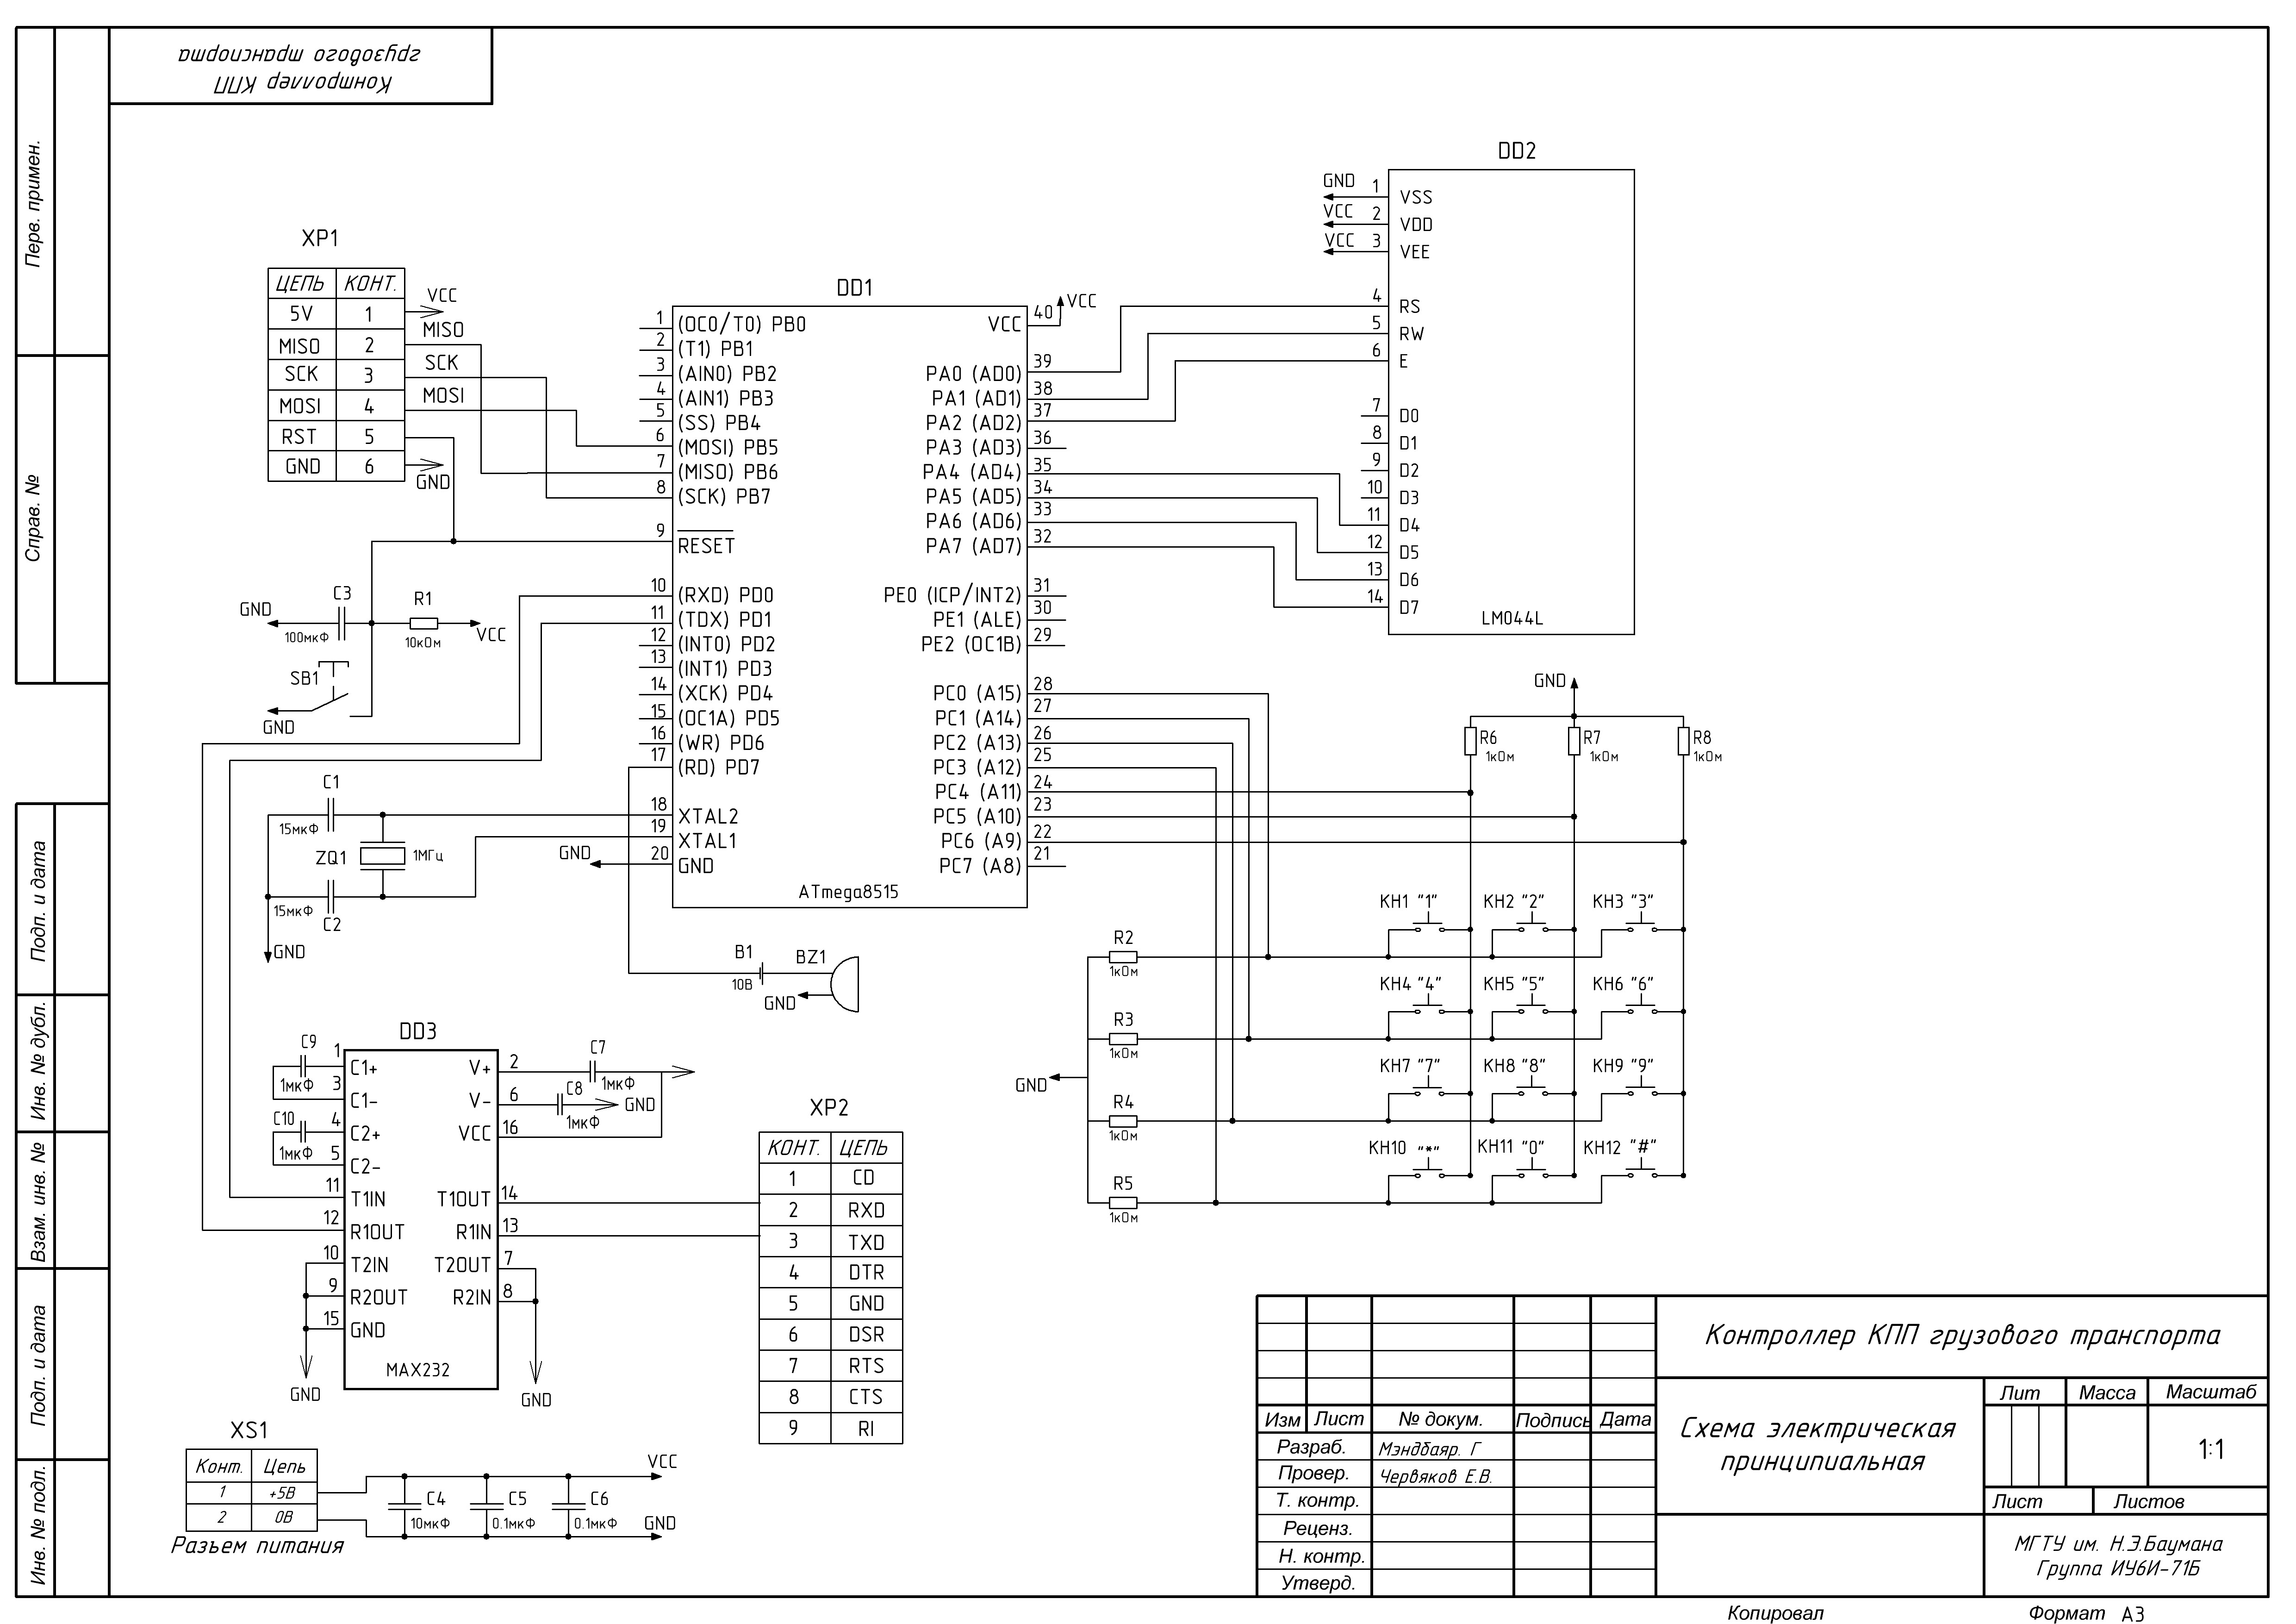 Контроллер КПП
грузового транспорта
Перв. примен.
Справ. №
Подп. и дата
Инв. № дубл.
Взам. инв. №
Подп. и дата
Инв. № подл.
XP1
ЦЕПЬ КОНТ.
5V 1 VCC
MISO 2 MISO
SCK 3 SCK
MOSI 4 MOSI
RST 5
GND 6 GND
DD1
1 (OC0/T0) PB0
2 (T1) PB1
3 (AIN0) PB2
4 (AIN1) PB3
5 (SS) PB4
6 (MOSI) PB5
7 (MISO) PB6
8 (SCK) PB7
9 RESET
10 (RXD) PD0
11 (TDX) PD1
12 (INT0) PD2
13 (INT1) PD3
14 (XCK) PD4
15 (OC1A) PD5
16 (WR) PD6
17 (RD) PD7
18 XTAL2
19 XTAL1
GND 20 GND
VCC 40 VCC
PA0 (AD0) 39
PA1 (AD1) 38
PA2 (AD2) 37
PA3 (AD3) 36
PA4 (AD4) 35
PA5 (AD5) 34
PA6 (AD6) 33
PA7 (AD7) 32
PE0 (ICP/INT2) 31
PE1 (ALE) 30
PE2 (OC1B) 29
PC0 (A15) 28
PC1 (A14) 27
PC2 (A13) 26
PC3 (A12) 25
PC4 (A11) 24
PC5 (A10) 23
PC6 (A9) 22
PC7 (A8) 21
ATmega8515
DD2
GND 1 VSS
VCC 2 VDD
VCC 3 VEE
4 RS
5 RW
6 E
7 D0
8 D1
9 D2
10 D3
11 D4
12 D5
13 D6
14 D7
LM044L
C3 R1
GND
100мкФ 10кОм VCC
SB1
GND
C1
15мкФ
ZQ1 1МГц
15мкФ
C2
GND
B1 BZ1
10В GND
GND
R6 R7 R8
1кОм 1кОм 1кОм
KH1 "1" KH2 "2" KH3 "3"
R2
1кОм
KH4 "4" KH5 "5" KH6 "6"
R3
1кОм
KH7 "7" KH8 "8" KH9 "9"
GND
R4
1кОм
KH10 "*" KH11 "0" KH12 "#"
R5
1кОм
DD3
C9 1 C1+
1мкФ 3 C1-
C10 4 C2+
1мкФ 5 C2-
11 T1IN
12 R1OUT
10 T2IN
9 R2OUT
15 GND
GND
V+ 2 C7 1мкФ
V- 6 C8 1мкФ GND
VCC 16
T1OUT 14
R1IN 13
T2OUT 7
R2IN 8
GND
MAX232
XP2
КОНТ. ЦЕПЬ
1 CD
2 RXD
3 TXD
4 DTR
5 GND
6 DSR
7 RTS
8 CTS
9 RI
XS1
Конт. Цепь
1 +5В
2 0В
Разъем питания
VCC
C4 C5 C6
10мкФ 0.1мкФ 0.1мкФ
GND
Контроллер КПП грузового транспорта
Схема электрическая
принципиальная
Лит Масса Масштаб
1:1
Лист Листов
МГТУ им. Н.Э.Баумана
Группа ИУ6И-71Б
Изм Лист № докум. Подпись Дата
Разраб. Мэндбаяр. Г
Провер. Червяков Е.В.
Т. контр.
Реценз.
Н. контр.
Утверд.
Копировал Формат А3